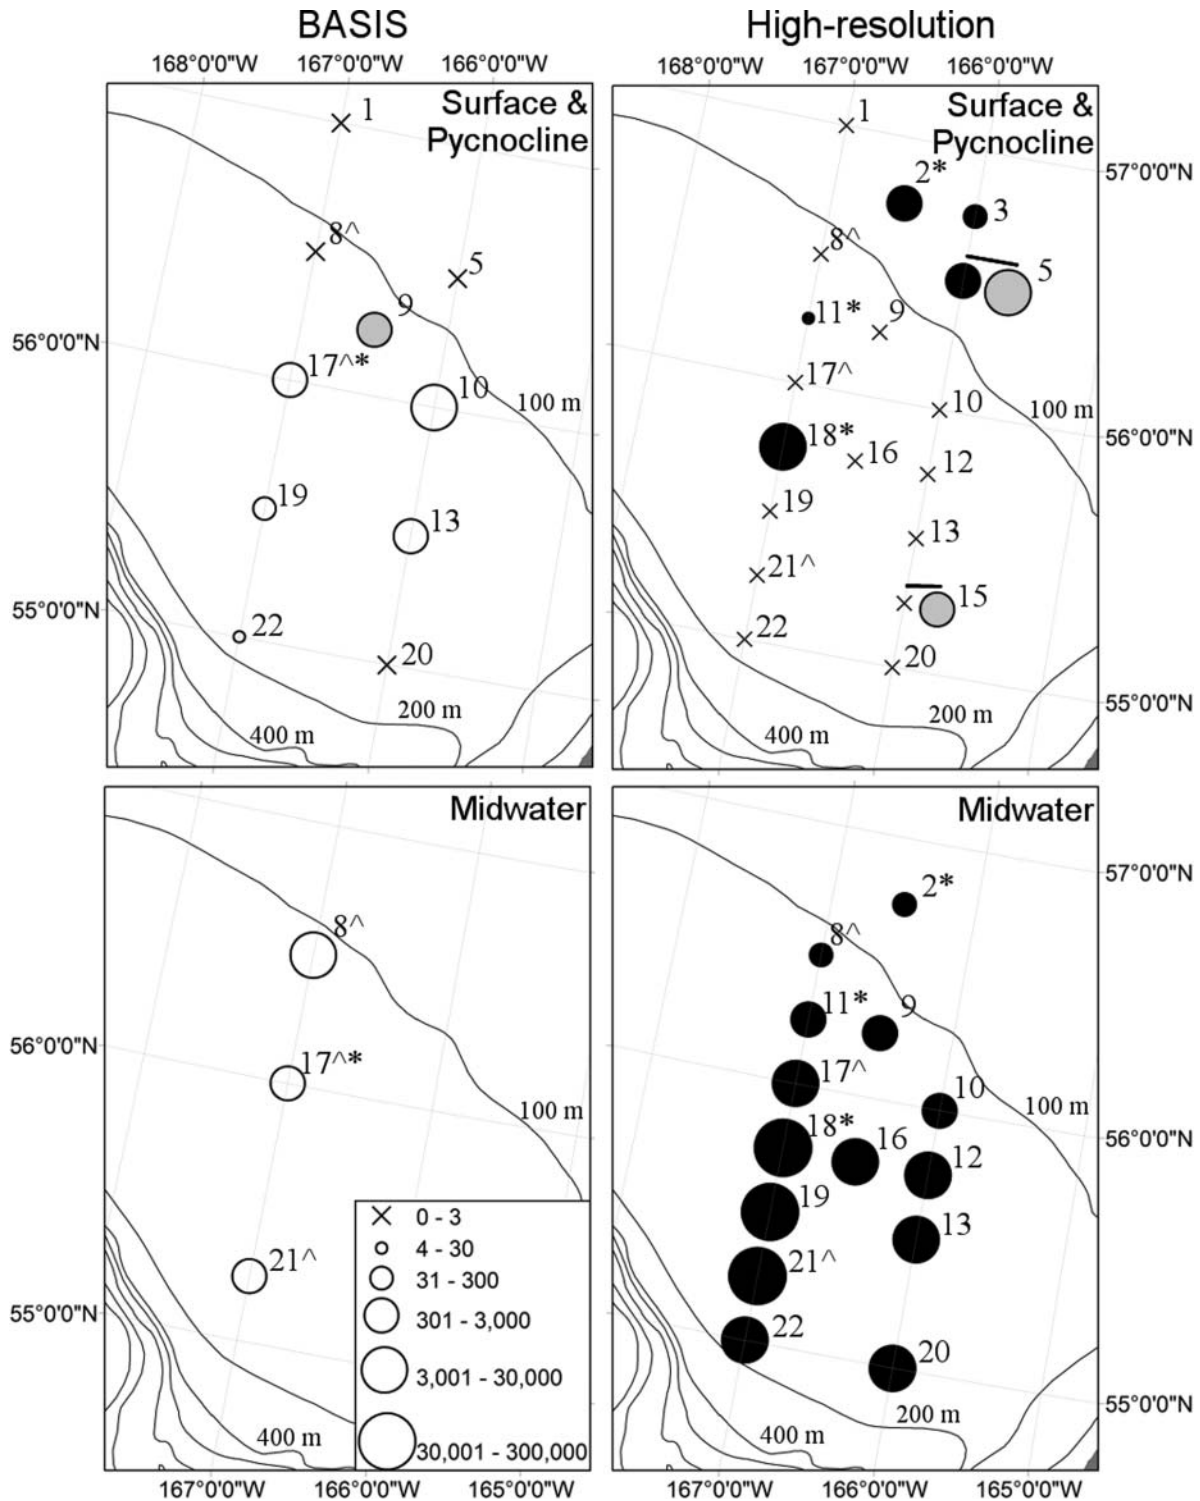 BASIS
High-resolution
168°0'0"W 167°0'0"W 166°0'0"W
168°0'0"W 167°0'0"W 166°0'0"W
Surface &
Pycnocline
1
8^
5
9
17^*
10
100 m
19
13
22
20
200 m
400 m
56°0'0"N
55°0'0"N
Surface &
Pycnocline
1
2*
3
8^
5
11*
9
17^
10
100 m
18*
16
12
19
13
21^
15
22
20
200 m
400 m
57°0'0"N
56°0'0"N
55°0'0"N
Midwater
8^
17^*
100 m
21^
400 m
0 - 3
4 - 30
31 - 300
301 - 3,000
3,001 - 30,000
30,001 - 300,000
56°0'0"N
55°0'0"N
167°0'0"W 166°0'0"W 165°0'0"W
Midwater
2*
8^
11*
9
17^
10
100 m
18*
16
12
19
13
21^
22
20
200 m
400 m
57°0'0"N
56°0'0"N
55°0'0"N
167°0'0"W 166°0'0"W 165°0'0"W